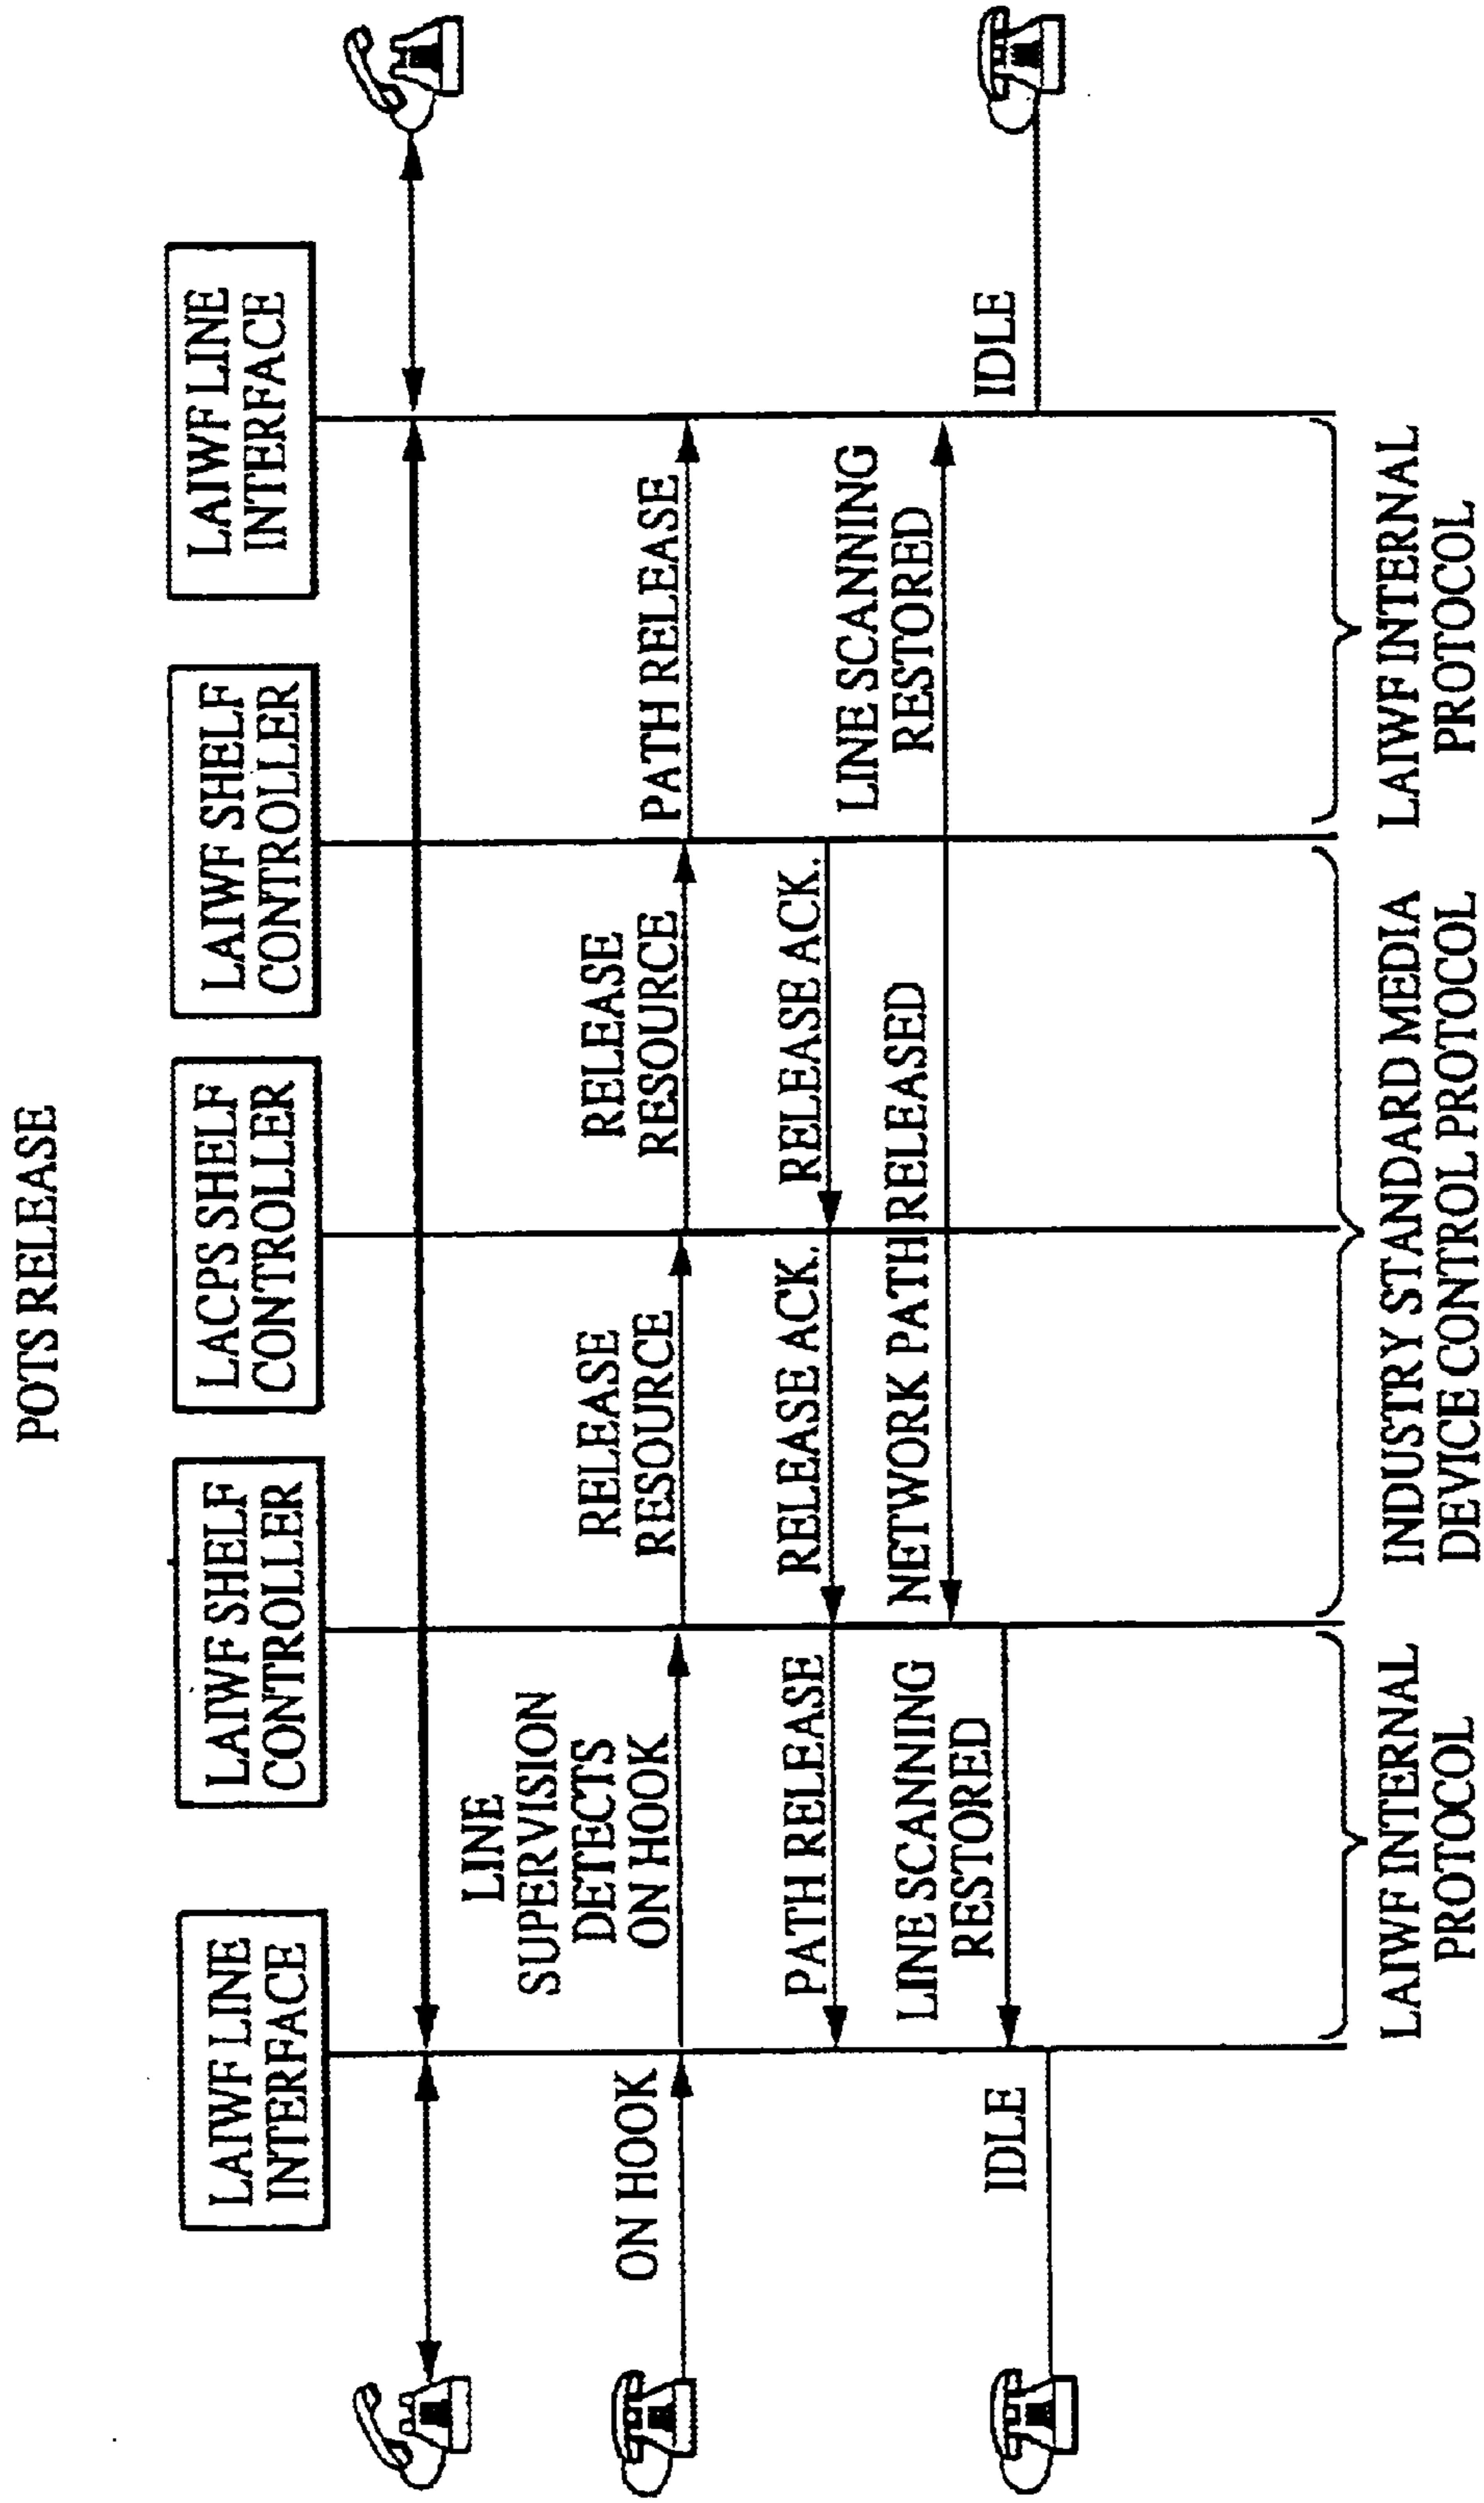 POTS RELEASE
LAIWF LINE
INTERFACE
LAIWF SHELF
CONTROLLER
LACPS SHELF
CONTROLLER
LAIWF SHELF
CONTROLLER
LAIWF LINE
INTERFACE
LINE
SUPERVISION
DETECTS
ON HOOK
ON HOOK
RELEASE
RESOURCE
RELEASE
RESOURCE
PATH RELEASE
PATH RELEASE
RELEASE ACK.
RELEASE ACK.
LINE SCANNING
RESTORED
NETWORK PATH RELEASED
LINE SCANNING
RESTORED
IDLE
IDLE
LAIWF INTERNAL
PROTOCOL
INDUSTRY STANDARD MEDIA
DEVICE CONTROL PROTOCOL
LAIWF INTERNAL
PROTOCOL